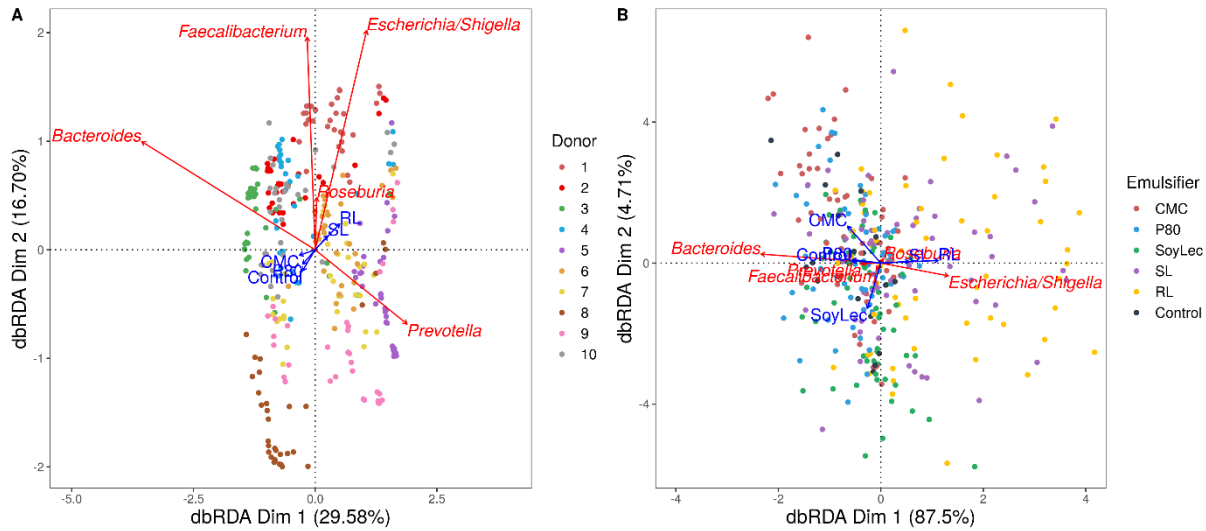 A
Faecalibacterium
Escherichia/Shigella
Bacteroides
Roseburia
RL
SL
CMC
P80
Control
Prevotella
2
1
0
-1
-2
-5.0
-2.5
0.0
2.5
dbRDA Dim 1 (29.58%)
dbRDA Dim 2 (16.70%)
Donor
1
2
3
4
5
6
7
8
9
10
B
CMC
Bacteroides
Control
P80
Roseburia
SL
RL
Prevotella
Faecalibacterium
Escherichia/Shigella
SoyLec
4
0
-4
-4
-2
0
2
4
dbRDA Dim 1 (87.5%)
dbRDA Dim 2 (4.71%)
Emulsifier
CMC
P80
SoyLec
SL
RL
Control